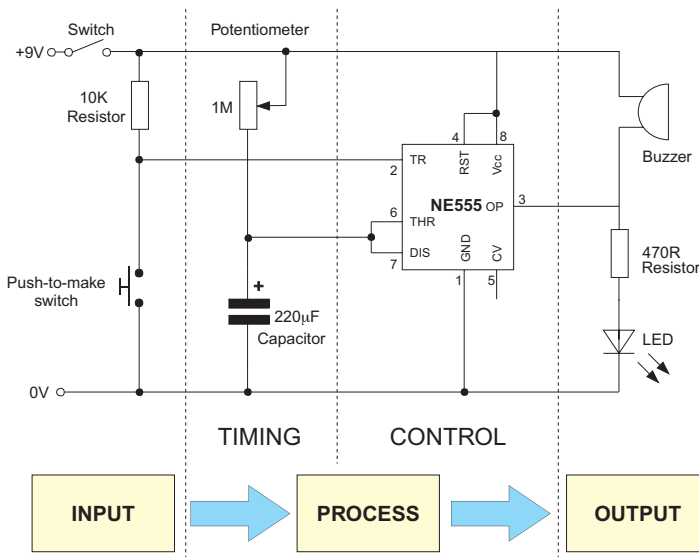 Switch
Potentiometer
+9V
10K
Resistor
1M
4
8
RST
Vcc
Buzzer
2
TR
NE555
OP
3
6
THR
GND
CV
470R
Resistor
7
DIS
1
5
Push-to-make
switch
+
220µF
Capacitor
LED
0V
TIMING
CONTROL
INPUT
PROCESS
OUTPUT